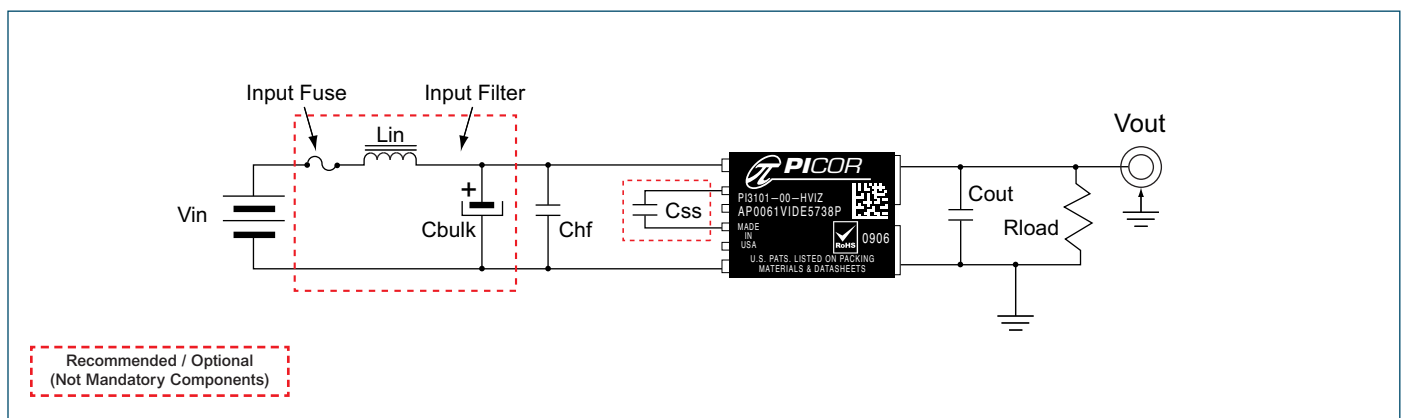 Input Fuse
Input Filter
Lin
Vin
+
Cbulk
Chf
Css
PICOR
PI3101-00-HVIZ
AP0061VIDE5738P
MADE
IN
USA
RoHS
0906
U.S. PATS. LISTED ON PACKING
MATERIALS & DATASHEETS
Cout
Rload
Vout
Recommended / Optional
(Not Mandatory Components)